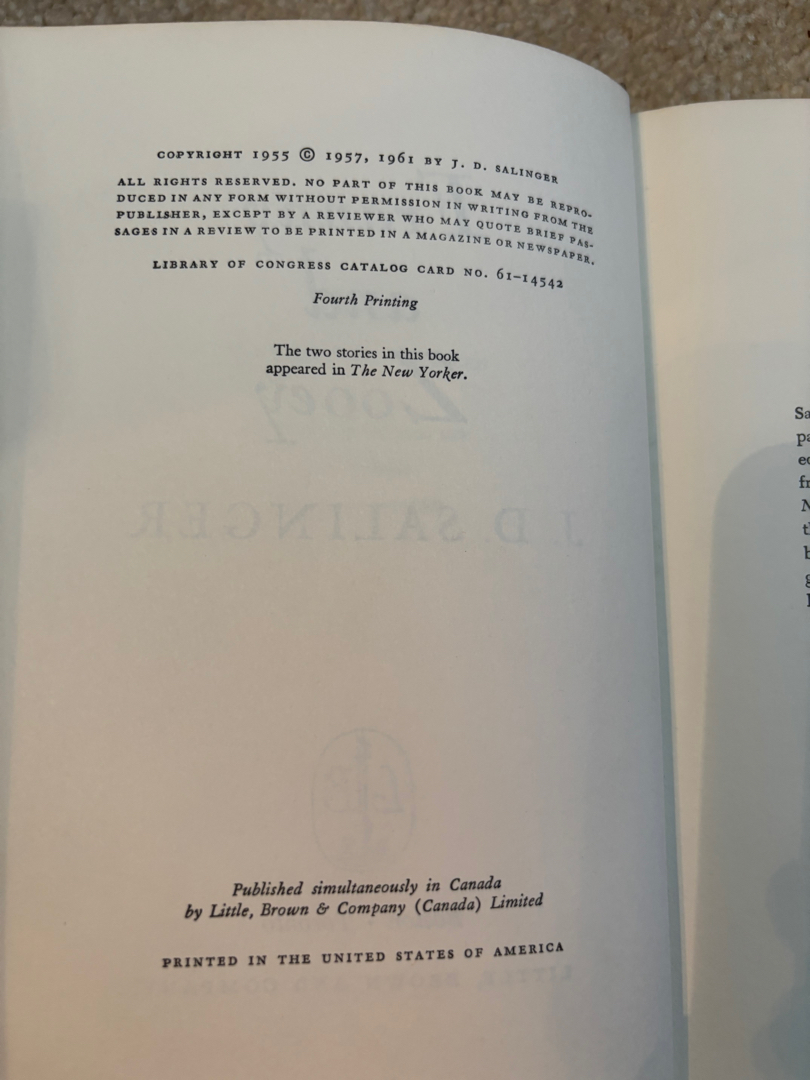 COPYRIGHT 1955 © 1957, 1961 BY J. D. SALINGER
ALL RIGHTS RESERVED. NO PART OF THIS BOOK MAY BE REPRO-
DUCED IN ANY FORM WITHOUT PERMISSION IN WRITING FROM THE
PUBLISHER, EXCEPT BY A REVIEWER WHO MAY QUOTE BRIEF PAS-
SAGES IN A REVIEW TO BE PRINTED IN A MAGAZINE OR NEWSPAPER.
LIBRARY OF CONGRESS CATALOG CARD NO. 61–14542
Fourth Printing
The two stories in this book
appeared in The New Yorker.
Zooey
J. D. SALINGER
Published simultaneously in Canada
by Little, Brown & Company (Canada) Limited
PRINTED IN THE UNITED STATES OF AMERICA